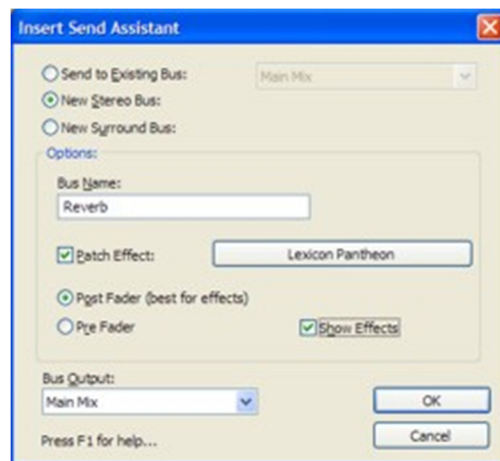 Insert Send Assistant
Send to Existing Bus: Main Mix
New Stereo Bus:
New Surround Bus:
Options:
Bus Name:
Reverb
Patch Effect: Lexicon Pantheon
Post Fader (best for effects)
Pre Fader Show Effects
Bus Output:
Main Mix OK
Press F1 for help... Cancel